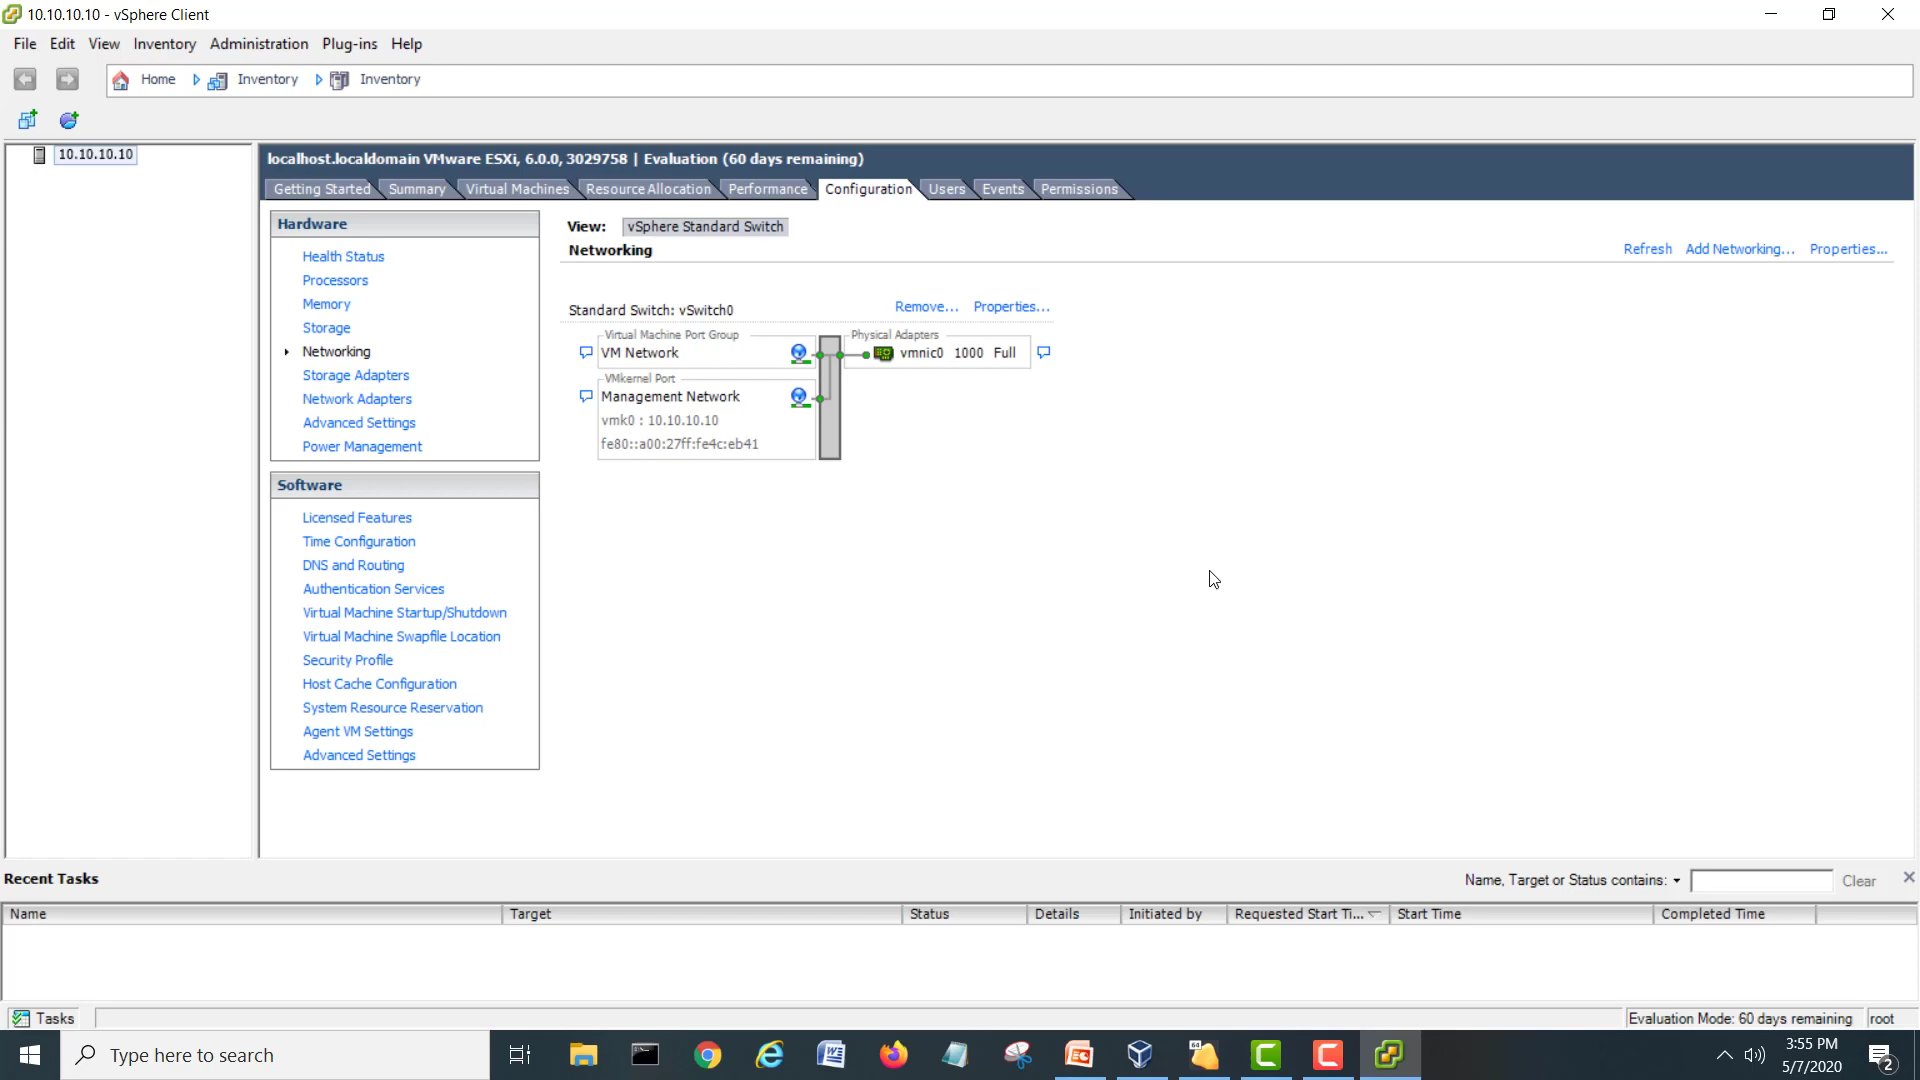 10.10.10.10 - vSphere Client
File Edit View Inventory Administration Plug-ins Help
Home Inventory Inventory
10.10.10.10
localhost.localdomain VMware ESXi, 6.0.0, 3029758 | Evaluation (60 days remaining)
Getting Started Summary Virtual Machines Resource Allocation Performance Configuration Users Events Permissions
Hardware
Health Status
Processors
Memory
Storage
Networking
Storage Adapters
Network Adapters
Advanced Settings
Power Management
Software
Licensed Features
Time Configuration
DNS and Routing
Authentication Services
Virtual Machine Startup/Shutdown
Virtual Machine Swapfile Location
Security Profile
Host Cache Configuration
System Resource Reservation
Agent VM Settings
Advanced Settings
View: vSphere Standard Switch
Networking
Refresh Add Networking... Properties...
Standard Switch: vSwitch0 Remove... Properties...
Virtual Machine Port Group
VM Network
Physical Adapters
vmnic0 1000 Full
VMkernel Port
Management Network
vmk0 : 10.10.10.10
fe80::a00:27ff:fe4c:eb41
Recent Tasks
Name, Target or Status contains: Clear
Name Target Status Details Initiated by Requested Start Ti... Start Time Completed Time
Tasks
Evaluation Mode: 60 days remaining root
Type here to search
64
3:55 PM
5/7/2020
2